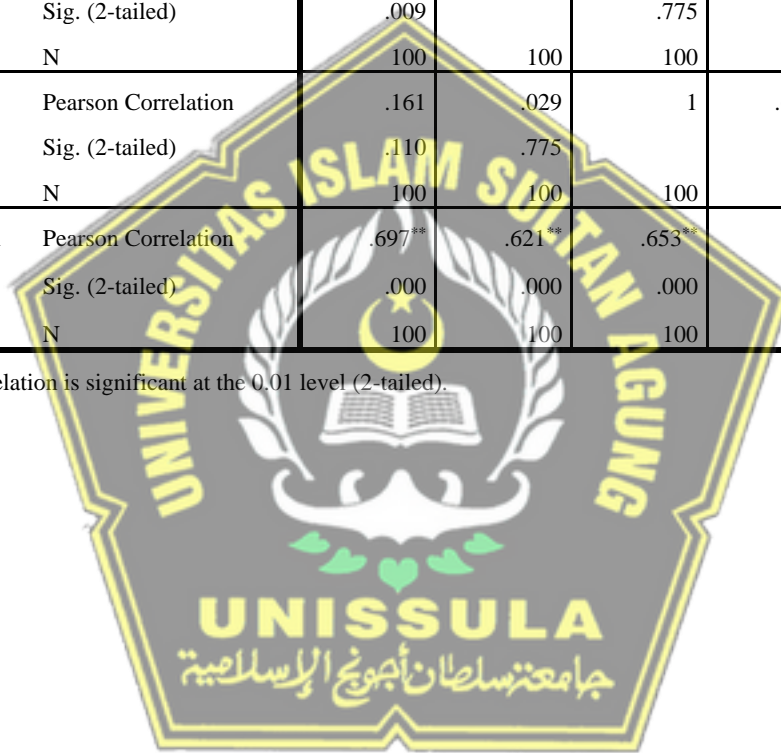 Sig. (2-tailed) .009 .775
N 100 100 100
Pearson Correlation .161 .029 1 .
Sig. (2-tailed) .110 .775
N 100 100 100
Pearson Correlation .697** .621** .653**
Sig. (2-tailed) .000 .000 .000
N 100 100 100
elation is significant at the 0.01 level (2-tailed).
UNIVERSITAS ISLAM SULTAN AGUNG
UNISSULA
جامعة سلطان أجونج الإسلامية